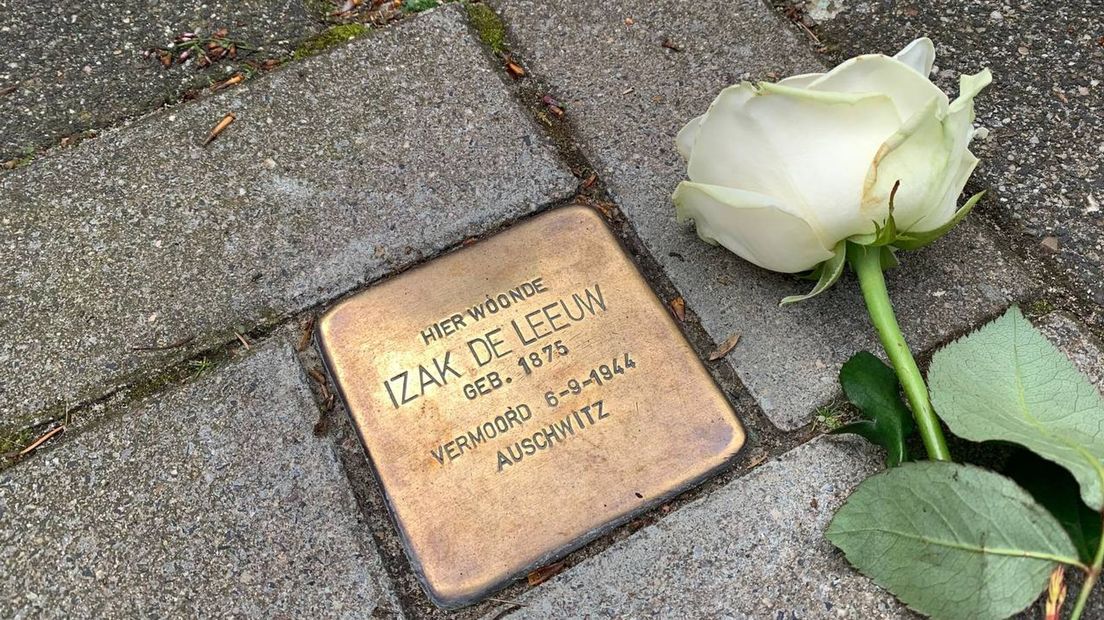 HIER WOONDE
IZAK DE LEEUW
GEB. 1875
VERMOORD 6-9-1944
AUSCHWITZ